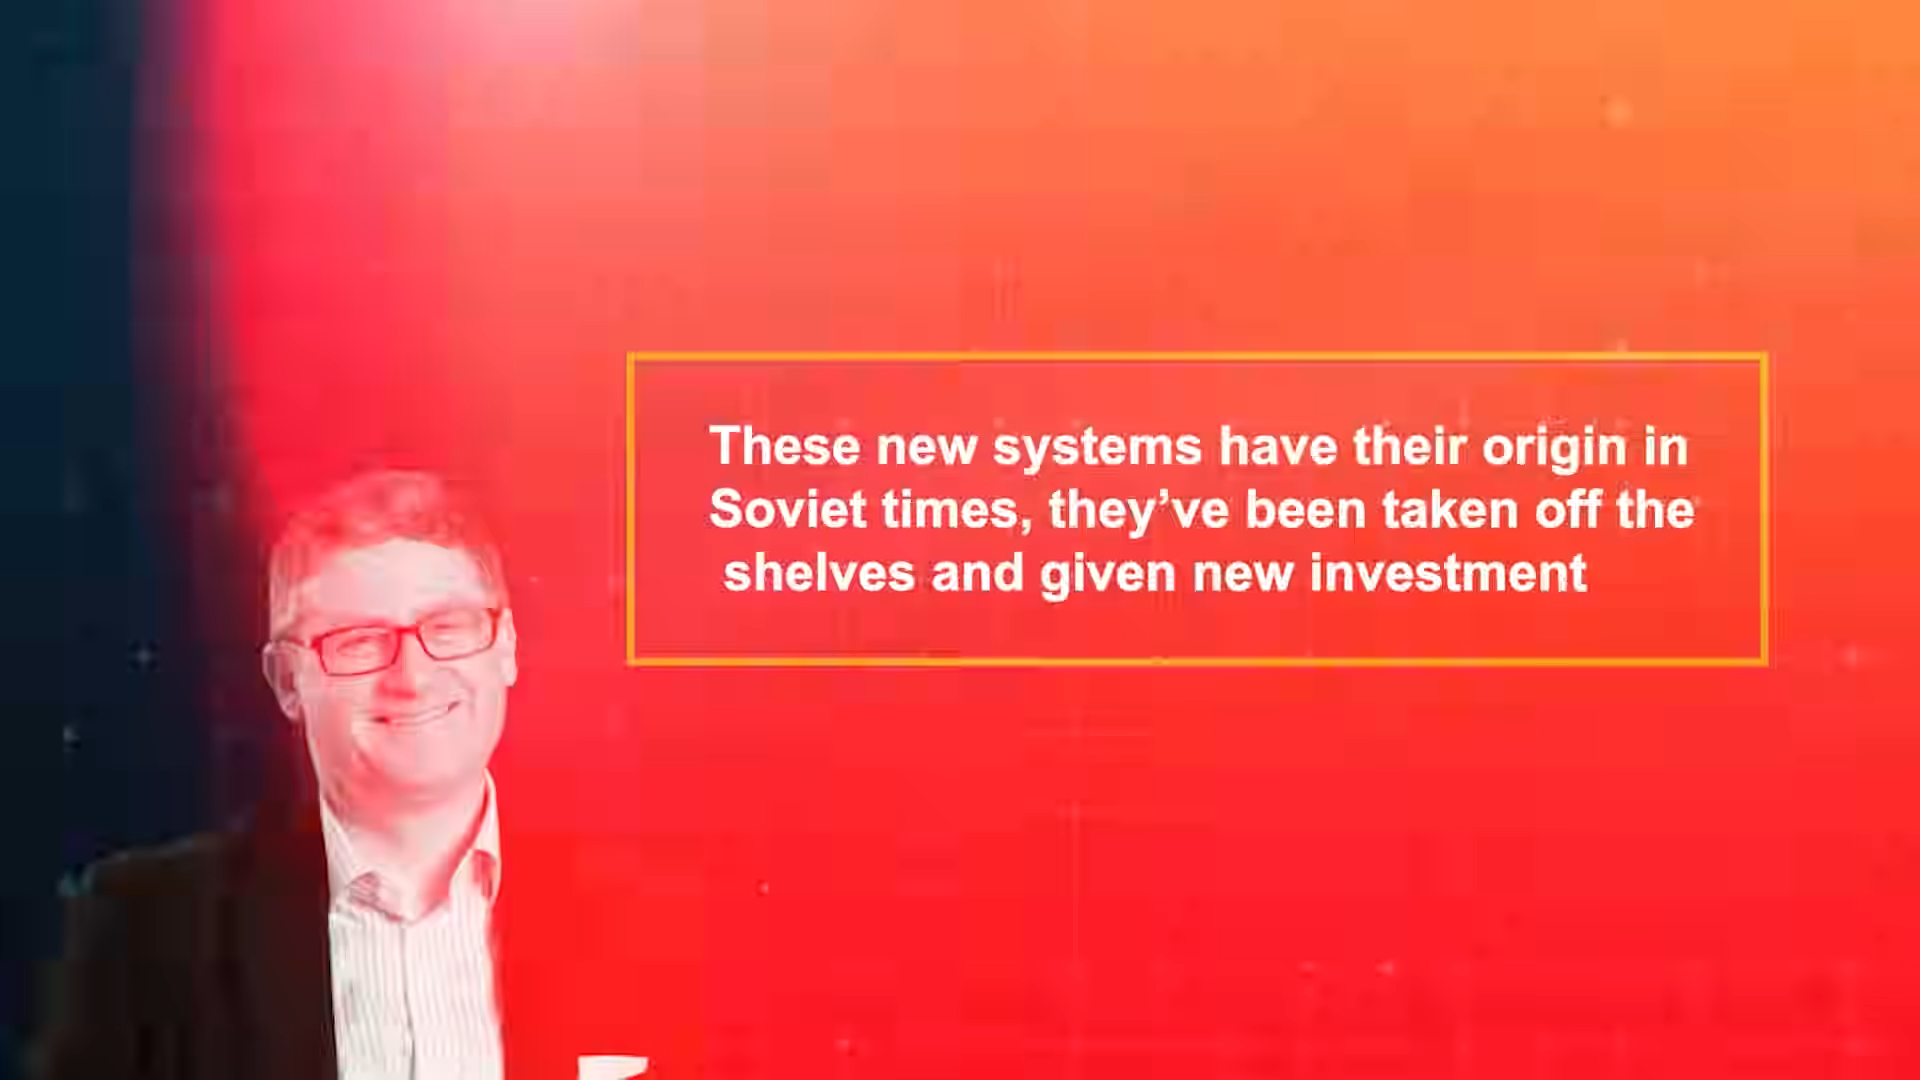 These new systems have their origin in
Soviet times, they’ve been taken off the
shelves and given new investment